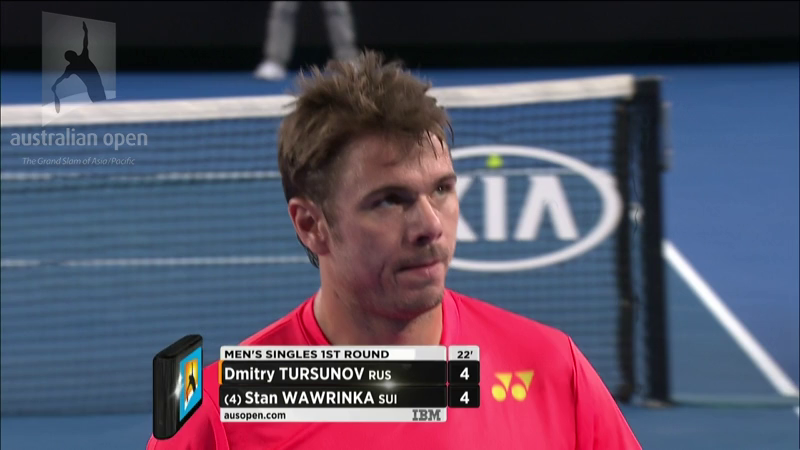 australian open
The Grand Slam of Asia/Pacific
KIA
MEN'S SINGLES 1ST ROUND 22'
Dmitry TURSUNOV RUS 4
(4) Stan WAWRINKA SUI 4
ausopen.com IBM